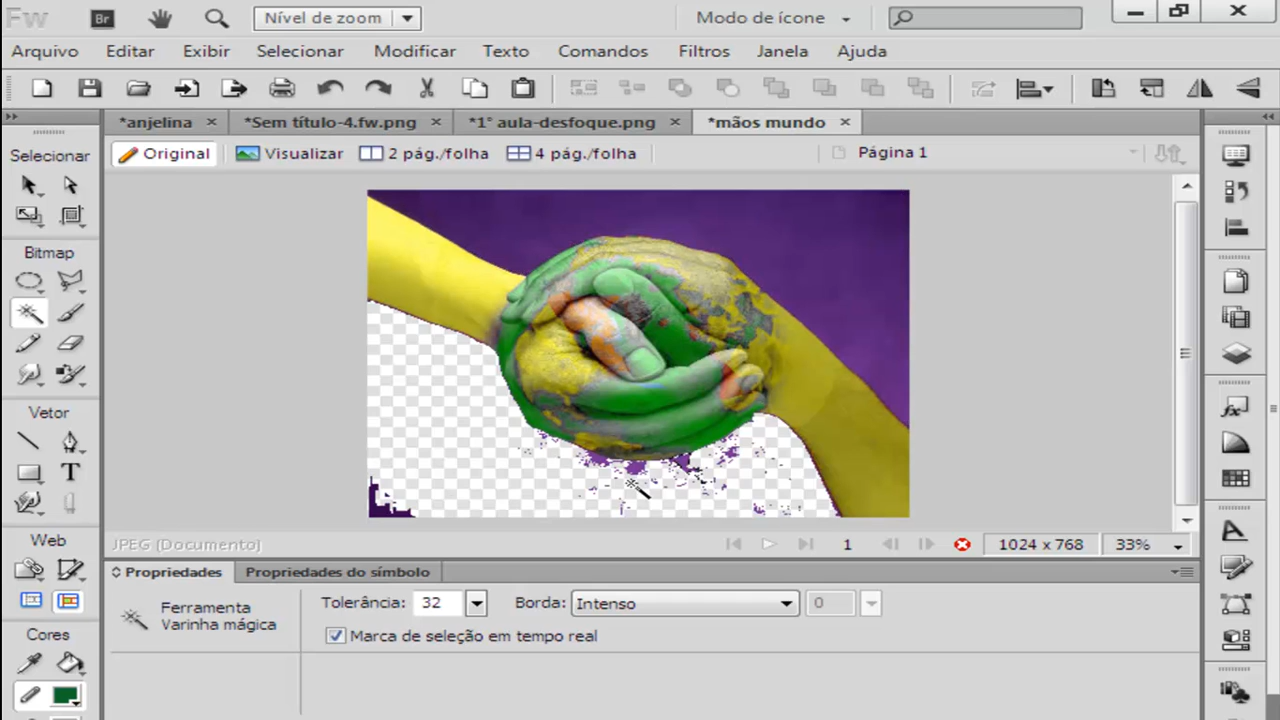 Fw Br Nível de zoom Modo de ícone
Arquivo Editar Exibir Selecionar Modificar Texto Comandos Filtros Janela Ajuda
*anjelina *Sem título-4.fw.png *1° aula-desfoque.png *mãos mundo
Selecionar
Original Visualizar 2 pág./folha 4 pág./folha Página 1
Bitmap
Vetor
Web
JPEG (Documento) 1 1024 x 768 33%
Propriedades Propriedades do símbolo
Ferramenta
Varinha mágica
Tolerância: 32 Borda: Intenso 0
Marca de seleção em tempo real
Cores